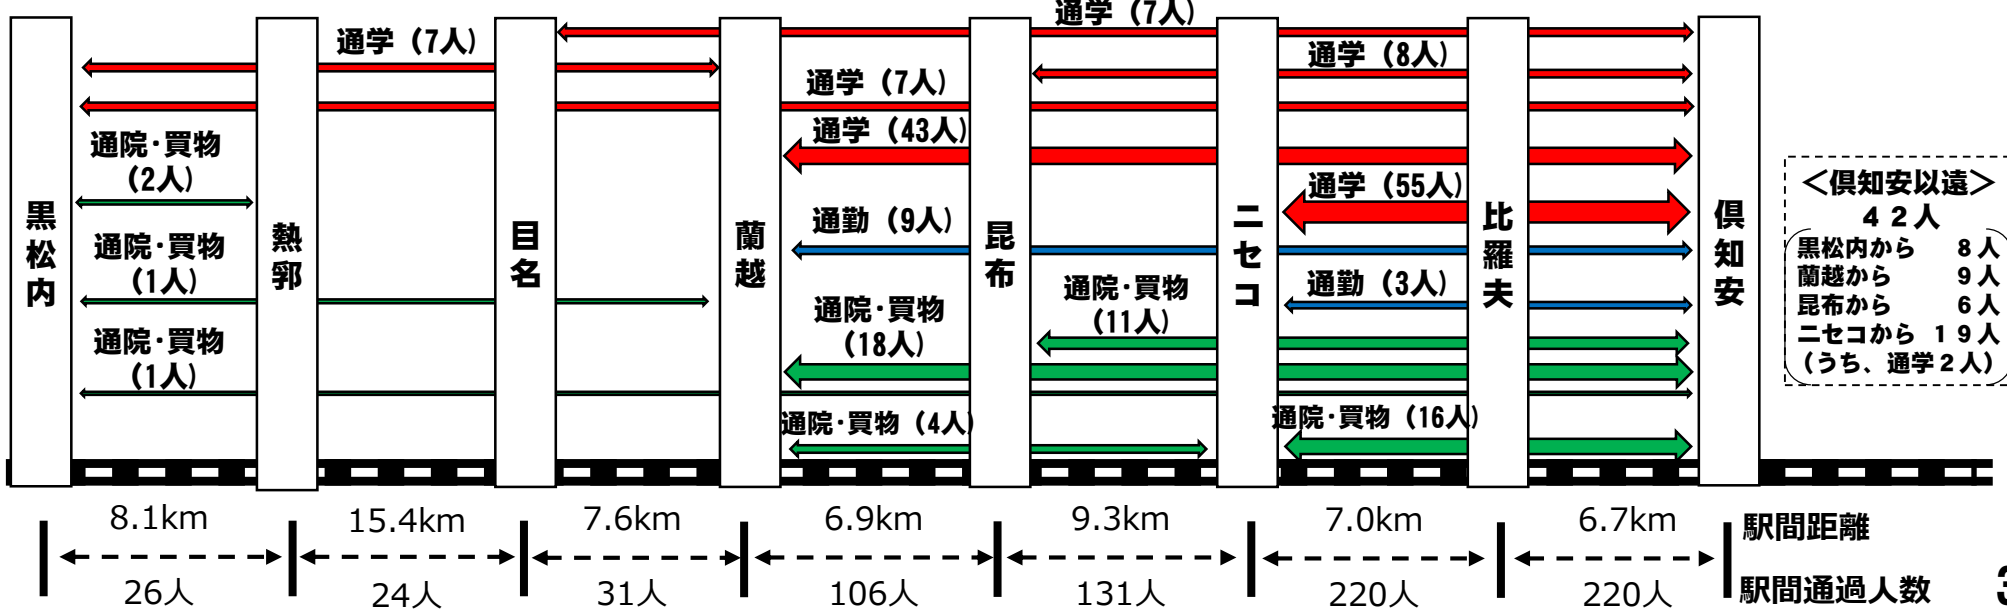 通学（7人）
通学（7人）
通学（8人）
通学（7人）
通学（43人）
通院･買物
（2人）
通学（55人）
通勤（9人）
通院･買物
（1人）
通院･買物
（11人）
通勤（3人）
通院･買物
（18人）
通院･買物
（1人）
通院･買物（4人）
通院･買物（16人）
黒松内
熱郛
目名
蘭越
昆布
ニセコ
比羅夫
倶知安
＜倶知安以遠＞
４２人
黒松内から　８人
蘭越から　９人
昆布から　６人
ニセコから １９人
（うち、通学２人）
8.1km
15.4km
7.6km
6.9km
9.3km
7.0km
6.7km
駅間距離
26人
24人
31人
106人
131人
220人
220人
駅間通過人数